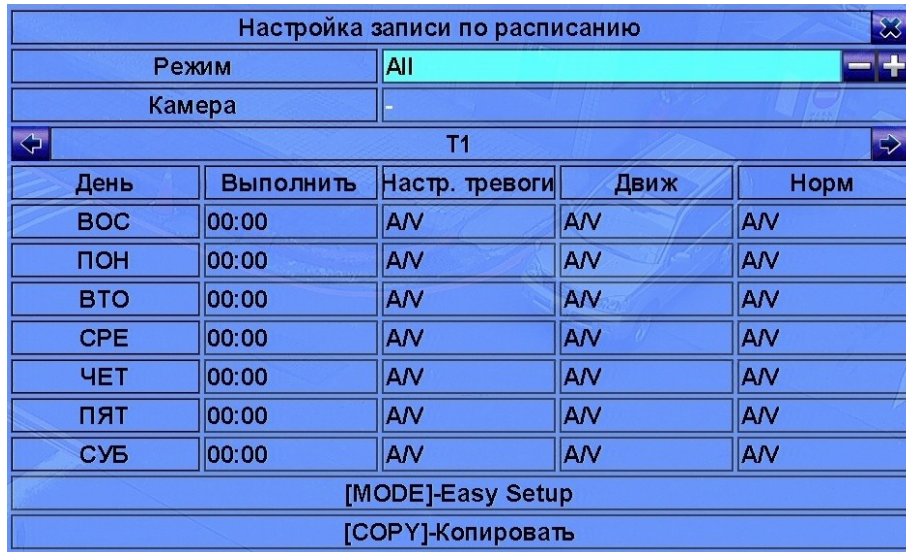 Настройка записи по расписанию
Режим All
Камера -
T1
День Выполнить Настр. тревоги Движ Норм
ВОС 00:00 A/V A/V A/V
ПОН 00:00 A/V A/V A/V
ВТО 00:00 A/V A/V A/V
СРЕ 00:00 A/V A/V A/V
ЧЕТ 00:00 A/V A/V A/V
ПЯТ 00:00 A/V A/V A/V
СУБ 00:00 A/V A/V A/V
[MODE]-Easy Setup
[COPY]-Копировать